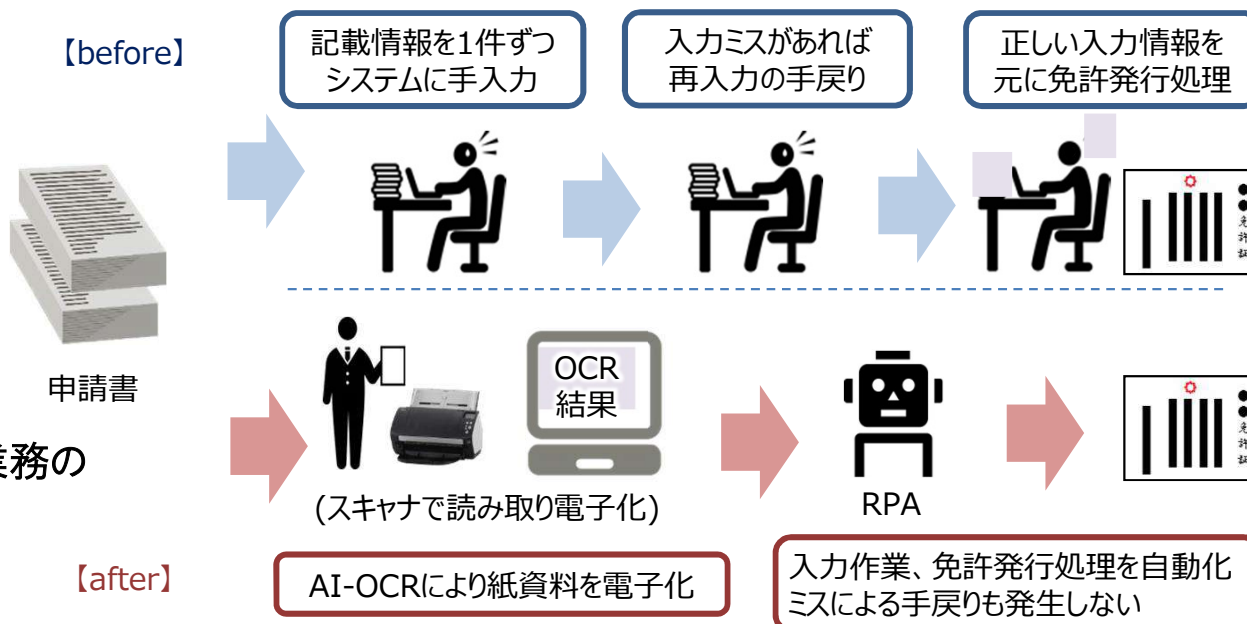 【before】
記載情報を1件ずつ
システムに手入力
入力ミスがあれば
再入力の手戻り
正しい入力情報を
元に免許発行処理
免許証
申請書
OCR
結果
業務の
(スキャナで読み取り電子化)
RPA
免許証
【after】
AI-OCRにより紙資料を電子化
入力作業、免許発行処理を自動化
ミスによる手戻りも発生しない